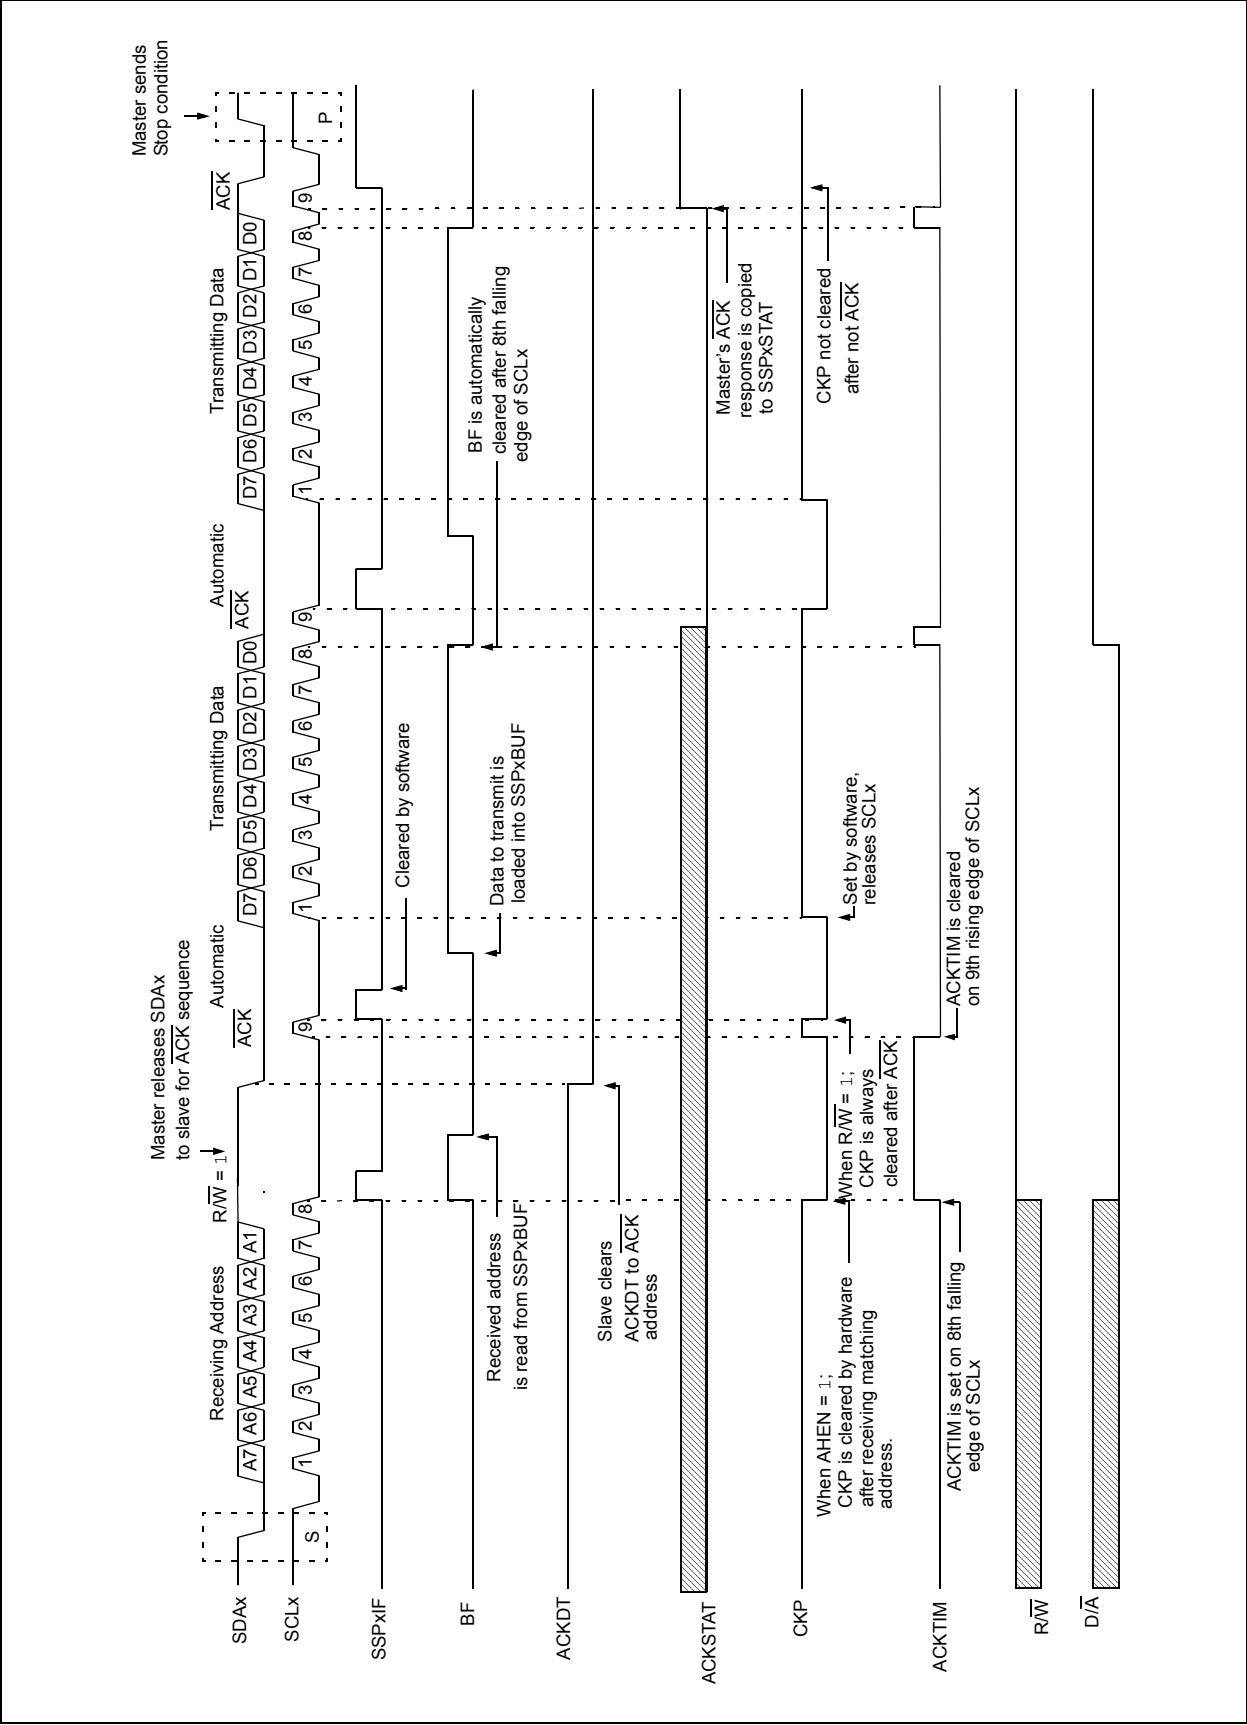 Master releases SDAx
to slave for ACK sequence
Master sends
Stop condition
Receiving Address
R/W = 1
ACK
Automatic
Transmitting Data
ACK
Automatic
Transmitting Data
ACK
SDAx
A7 A6 A5 A4 A3 A2 A1
D7 D6 D5 D4 D3 D2 D1 D0
D7 D6 D5 D4 D3 D2 D1 D0
SCLx
S
1 2 3 4 5 6 7 8 9
1 2 3 4 5 6 7 8 9
1 2 3 4 5 6 7 8 9
P
SSPxIF
Cleared by software
BF
Received address
is read from SSPxBUF
Data to transmit is
loaded into SSPxBUF
BF is automatically
cleared after 8th falling
edge of SCLx
ACKDT
Slave clears
ACKDT to ACK
address
ACKSTAT
Master's ACK
response is copied
to SSPxSTAT
CKP
When AHEN = 1;
CKP is cleared by hardware
after receiving matching
address.
When R/W = 1;
CKP is always
cleared after ACK
Set by software,
releases SCLx
CKP not cleared
after not ACK
ACKTIM
ACKTIM is set on 8th falling
edge of SCLx
ACKTIM is cleared
on 9th rising edge of SCLx
R/W
D/A